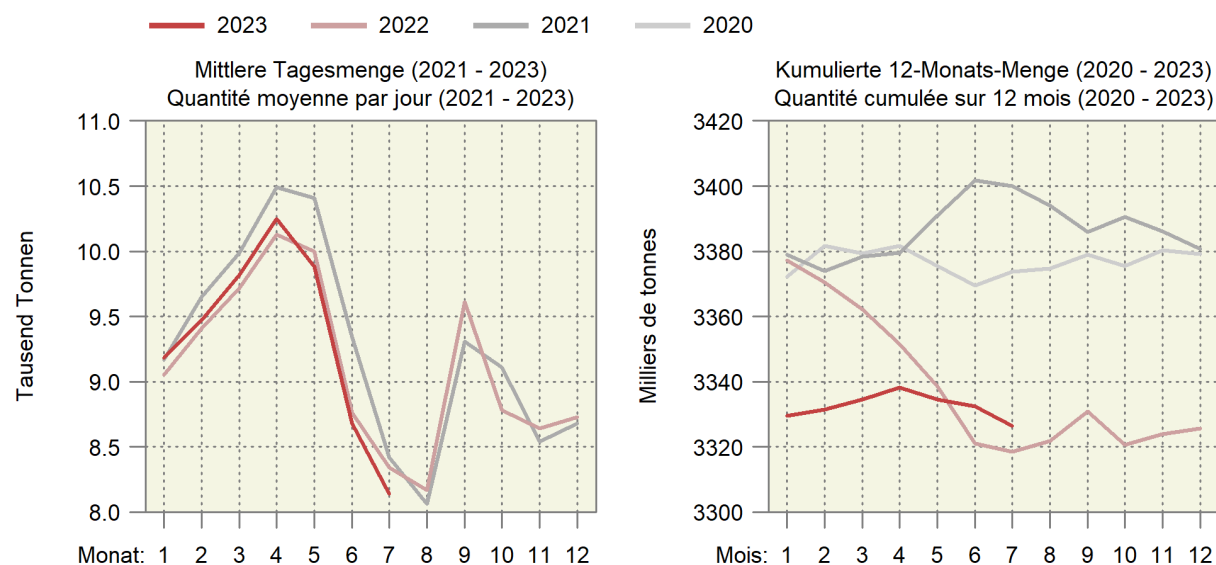 2023 2022 2021 2020
Mittlere Tagesmenge (2021 - 2023)
Quantité moyenne par jour (2021 - 2023)
Tausend Tonnen
11.0
10.5
10.0
9.5
9.0
8.5
8.0
Monat: 1 2 3 4 5 6 7 8 9 10 11 12
Kumulierte 12-Monats-Menge (2020 - 2023)
Quantité cumulée sur 12 mois (2020 - 2023)
Milliers de tonnes
3420
3400
3380
3360
3340
3320
3300
Mois: 1 2 3 4 5 6 7 8 9 10 11 12